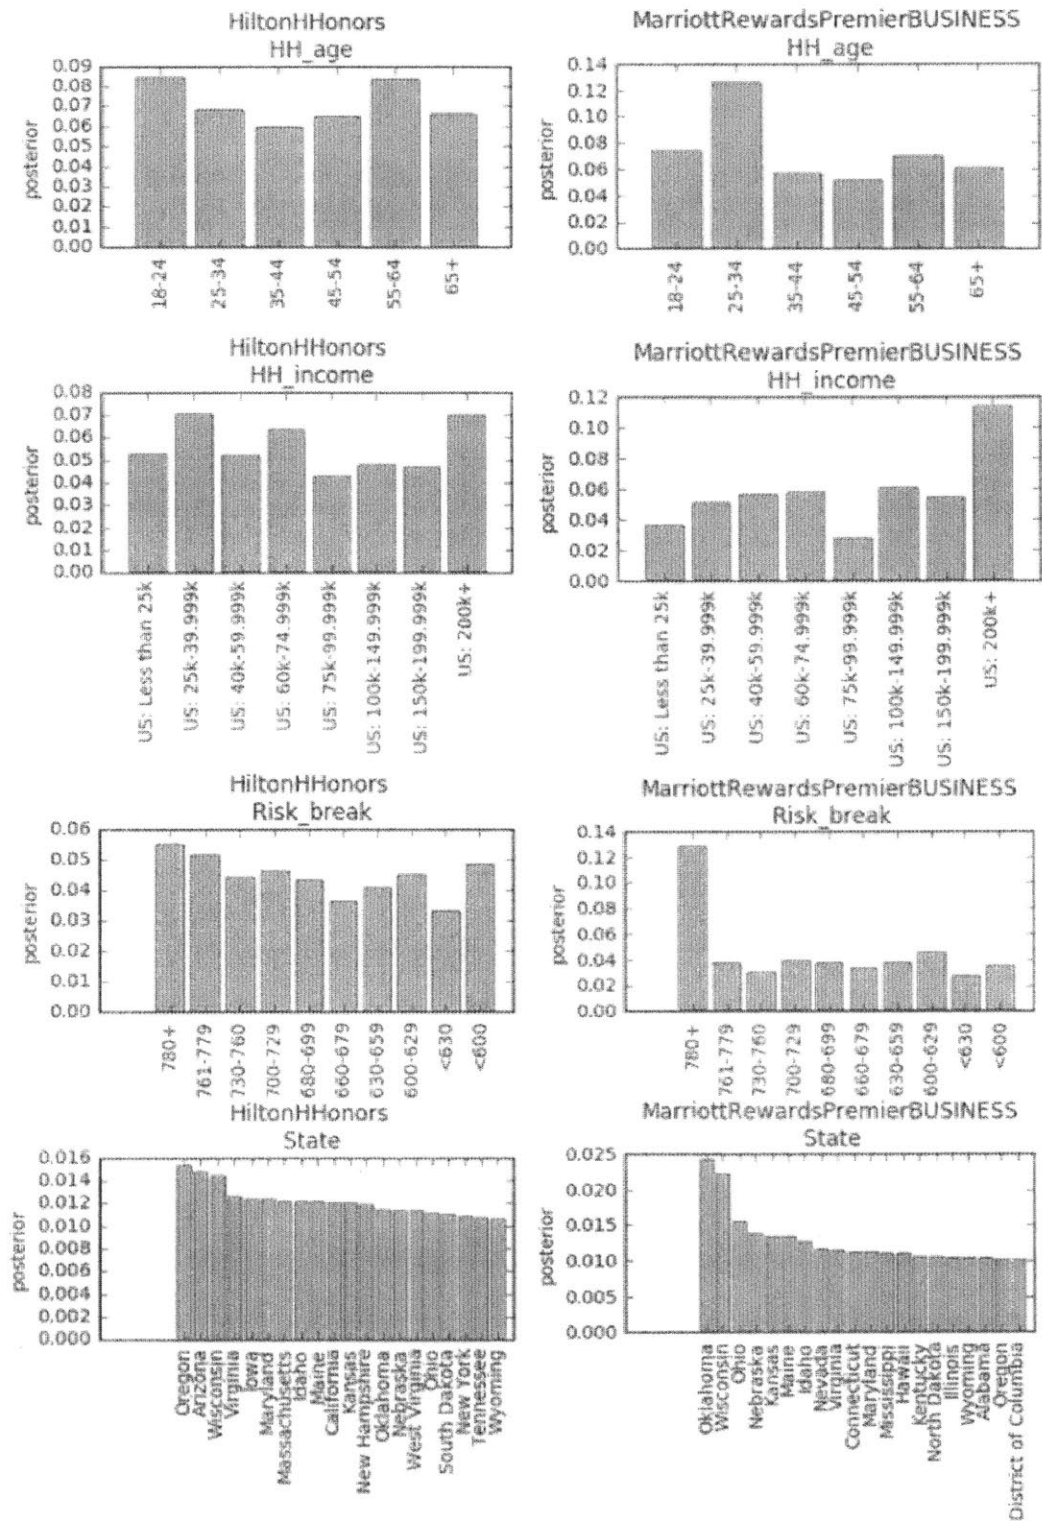 HiltonHHonors
HH_age
0.09
0.08
0.07
0.06
0.05
0.04
0.03
0.02
0.01
0.00
posterior
18-24
25-34
35-44
45-54
55-64
65+
MarriottRewardsPremierBUSINESS
HH_age
0.14
0.12
0.10
0.08
0.06
0.04
0.02
0.00
posterior
18-24
25-34
35-44
45-54
55-64
65+
HiltonHHonors
HH_income
0.08
0.07
0.06
0.05
0.04
0.03
0.02
0.01
0.00
posterior
US: Less than 25k
US: 25k-39.999k
US: 40k-59.999k
US: 60k-74.999k
US: 75k-99.999k
US: 100k-149.999k
US: 150k-199.999k
US: 200k+
MarriottRewardsPremierBUSINESS
HH_income
0.12
0.10
0.08
0.06
0.04
0.02
0.00
posterior
US: Less than 25k
US: 25k-39.999k
US: 40k-59.999k
US: 60k-74.999k
US: 75k-99.999k
US: 100k-149.999k
US: 150k-199.999k
US: 200k+
HiltonHHonors
Risk_break
0.06
0.05
0.04
0.03
0.02
0.01
0.00
posterior
780+
761-779
730-760
700-729
680-699
660-679
630-659
600-629
<630
<600
MarriottRewardsPremierBUSINESS
Risk_break
0.14
0.12
0.10
0.08
0.06
0.04
0.02
0.00
posterior
780+
761-779
730-760
700-729
680-699
660-679
630-659
600-629
<630
<600
HiltonHHonors
State
0.016
0.014
0.012
0.010
0.008
0.006
0.004
0.002
0.000
posterior
Oregon
Arizona
Wisconsin
Virginia
Iowa
Maryland
Massachusetts
Idaho
Maine
California
Kansas
New Hampshire
Oklahoma
Nebraska
West Virginia
Ohio
South Dakota
New York
Tennessee
Wyoming
MarriottRewardsPremierBUSINESS
State
0.025
0.020
0.015
0.010
0.005
0.000
posterior
Oklahoma
Wisconsin
Ohio
Nebraska
Kansas
Maine
Idaho
Nevada
Virginia
Connecticut
Maryland
Mississippi
Hawaii
Kentucky
North Dakota
Illinois
Wyoming
Alabama
Oregon
District of Columbia